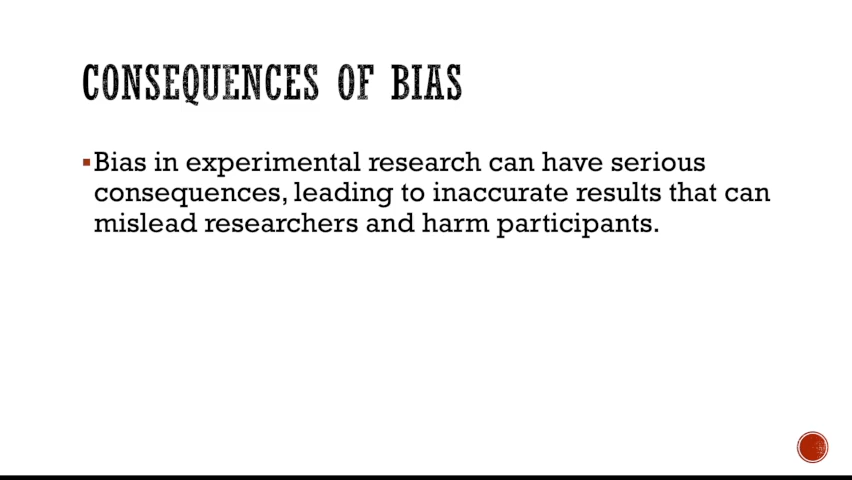 CONSEQUENCES OF BIAS
▪Bias in experimental research can have serious
consequences, leading to inaccurate results that can
mislead researchers and harm participants.